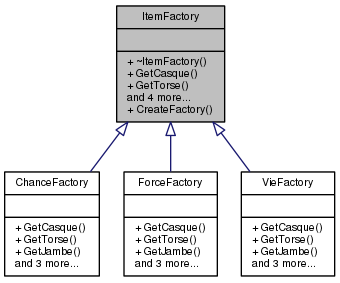 ItemFactory
+ ~ItemFactory()
+ GetCasque()
+ GetTorse()
and 4 more...
+ CreateFactory()
ChanceFactory
+ GetCasque()
+ GetTorse()
+ GetJambe()
and 3 more...
ForceFactory
+ GetCasque()
+ GetTorse()
+ GetJambe()
and 3 more...
VieFactory
+ GetCasque()
+ GetTorse()
+ GetJambe()
and 3 more...